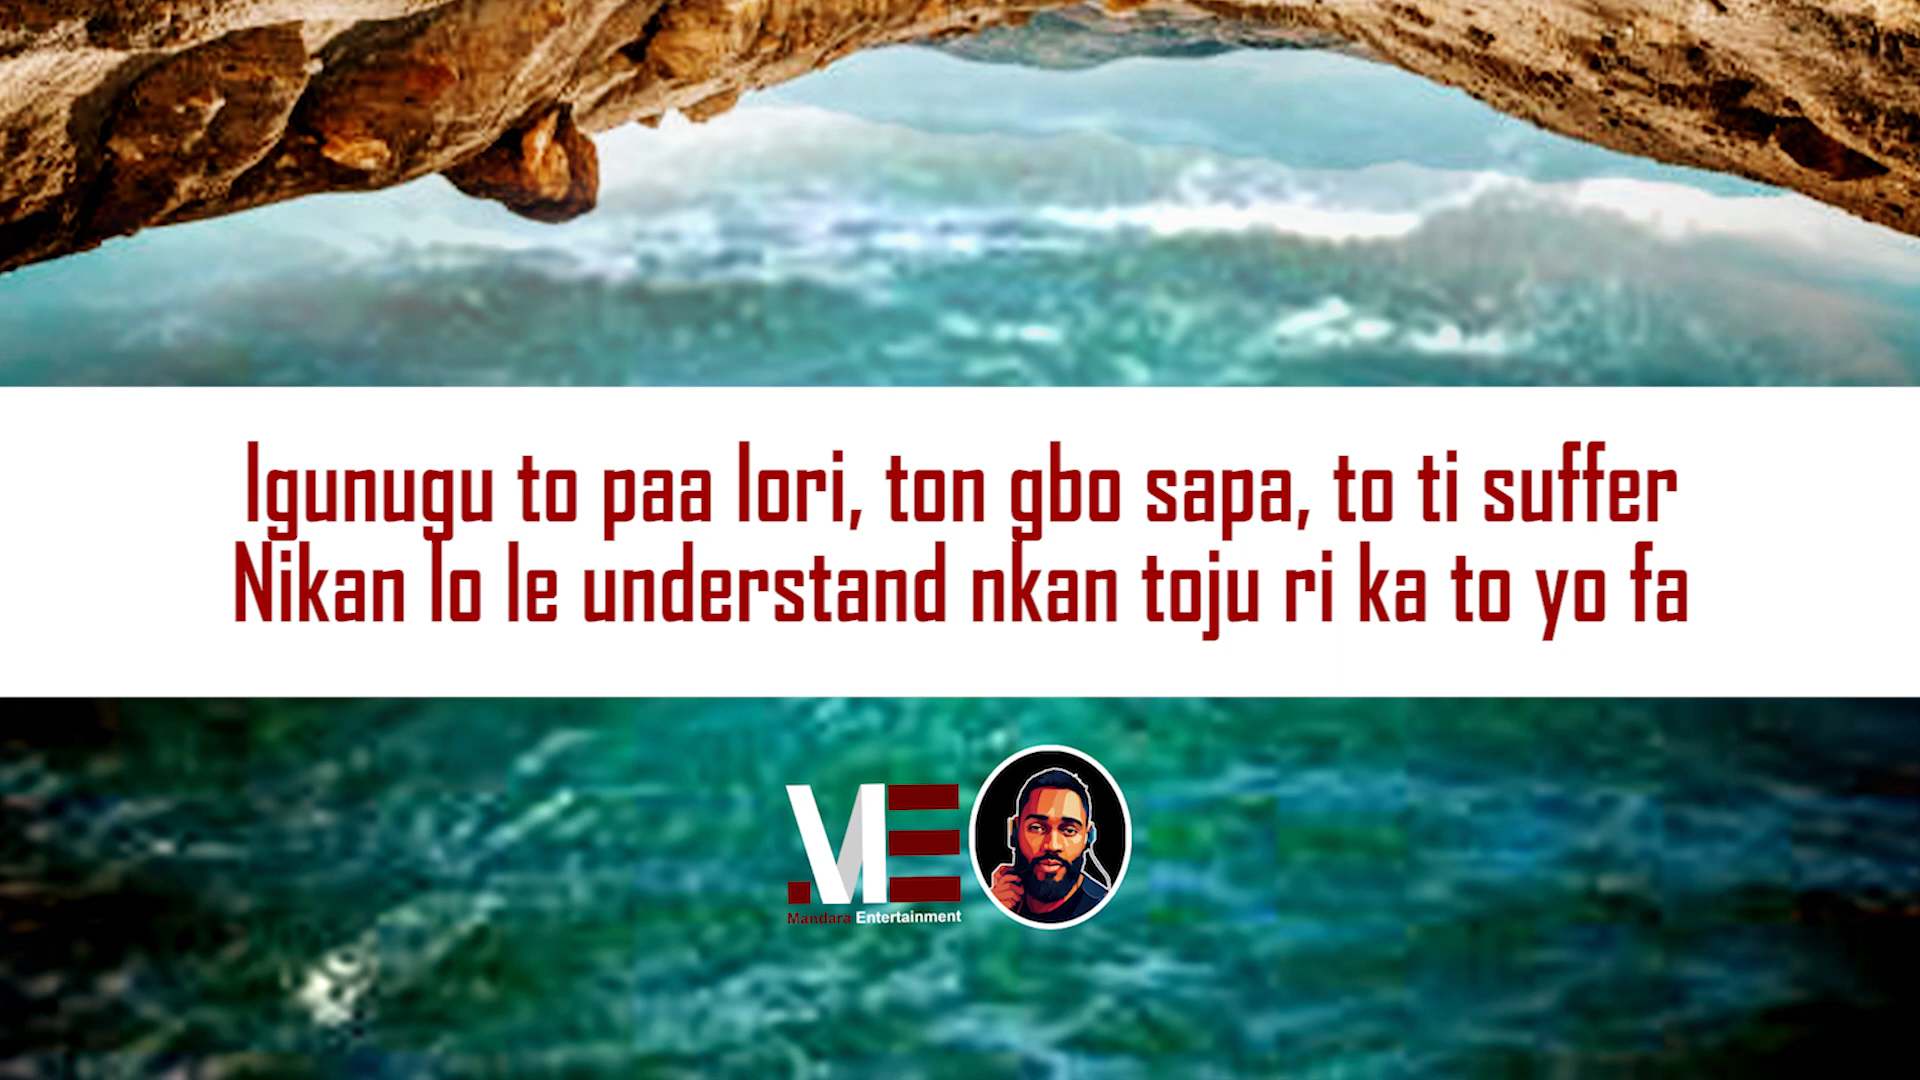 Igunugu to paa lori, ton gbo sapa, to ti suffer
Nikan lo le understand nkan toju ri ka to yo fa
ME
Mandara Entertainment